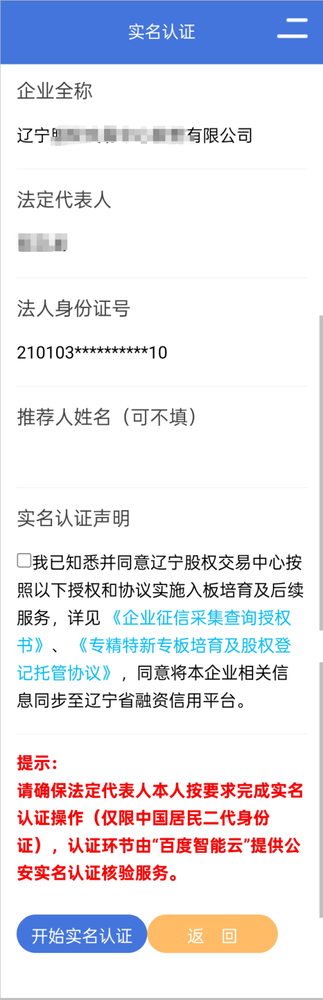 实名认证
企业全称
辽宁 有限公司
法定代表人
法人身份证号
210103**********10
推荐人姓名（可不填）
实名认证声明
我已知悉并同意辽宁股权交易中心按
照以下授权和协议实施入板培育及后续
服务，详见《企业征信采集查询授权
书》、《专精特新专板培育及股权登
记托管协议》，同意将本企业相关信
息同步至辽宁省融资信用平台。
提示：
请确保法定代表人本人按要求完成实名
认证操作（仅限中国居民二代身份
证），认证环节由“百度智能云”提供公
安实名认证核验服务。
开始实名认证 返 回